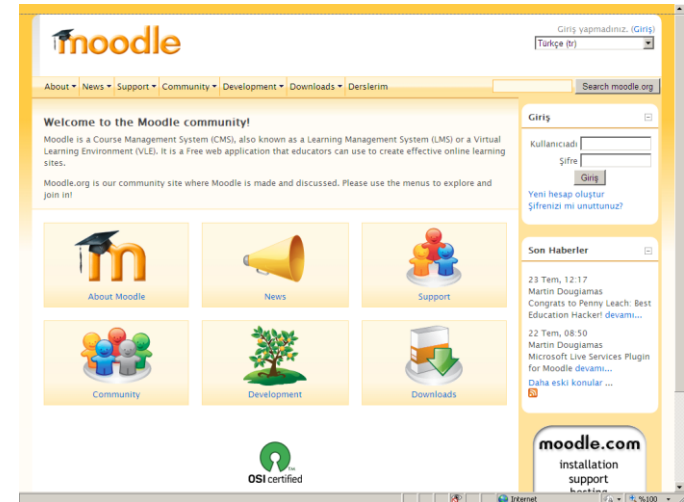 moodle
Giriş yapmadınız. (Giriş)
Türkçe (tr)
About News Support Community Development Downloads Derslerim
Search moodle.org
Welcome to the Moodle community!
Moodle is a Course Management System (CMS), also known as a Learning Management System (LMS) or a Virtual
Learning Environment (VLE). It is a Free web application that educators can use to create effective online learning
sites.
Moodle.org is our community site where Moodle is made and discussed. Please use the menus to explore and
join in!
About Moodle
News
Support
Community
Development
Downloads
OSI certified
Giriş
Kullanıcıadı
Şifre
Giriş
Yeni hesap oluştur
Şifrenizi mi unuttunuz?
Son Haberler
23 Tem, 12:17
Martin Dougiamas
Congrats to Penny Leach: Best
Education Hacker! devamı...
22 Tem, 08:50
Martin Dougiamas
Microsoft Live Services Plugin
for Moodle devamı...
Daha eski konular ...
moodle.com
installation
support
hosting
Internet
%100